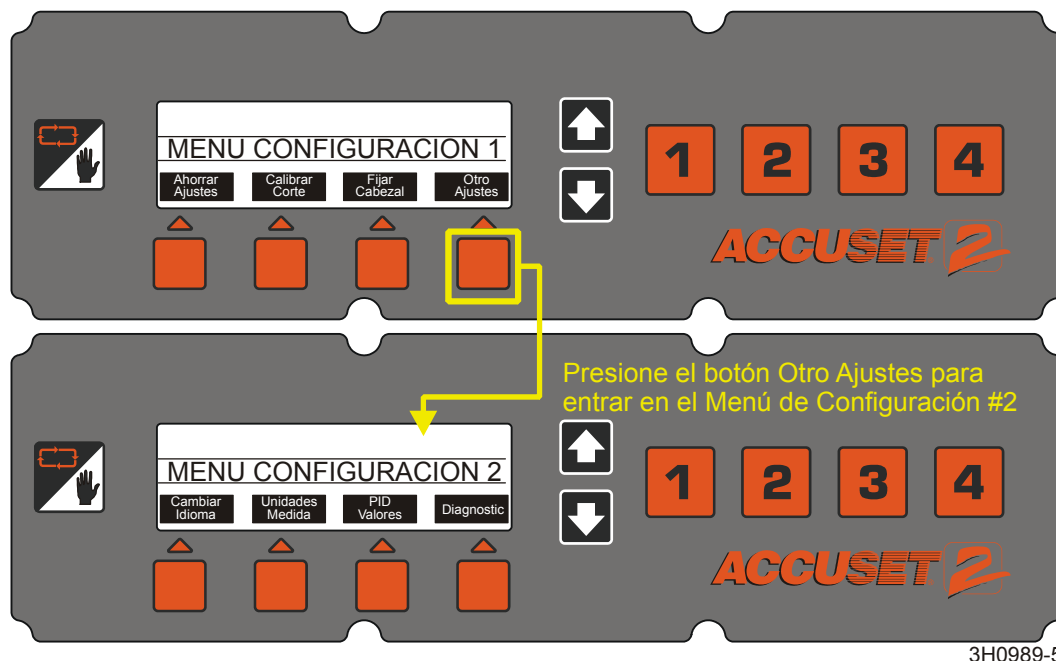 MENU CONFIGURACION 1
Ahorrar Ajustes
Calibrar Corte
Fijar Cabezal
Otro Ajustes
1 2 3 4
ACCUSET 2
Presione el botón Otro Ajustes para
entrar en el Menú de Configuración #2
MENU CONFIGURACION 2
Cambiar Idioma
Unidades Medida
PID Valores
Diagnostic
1 2 3 4
ACCUSET 2
3H0989-5